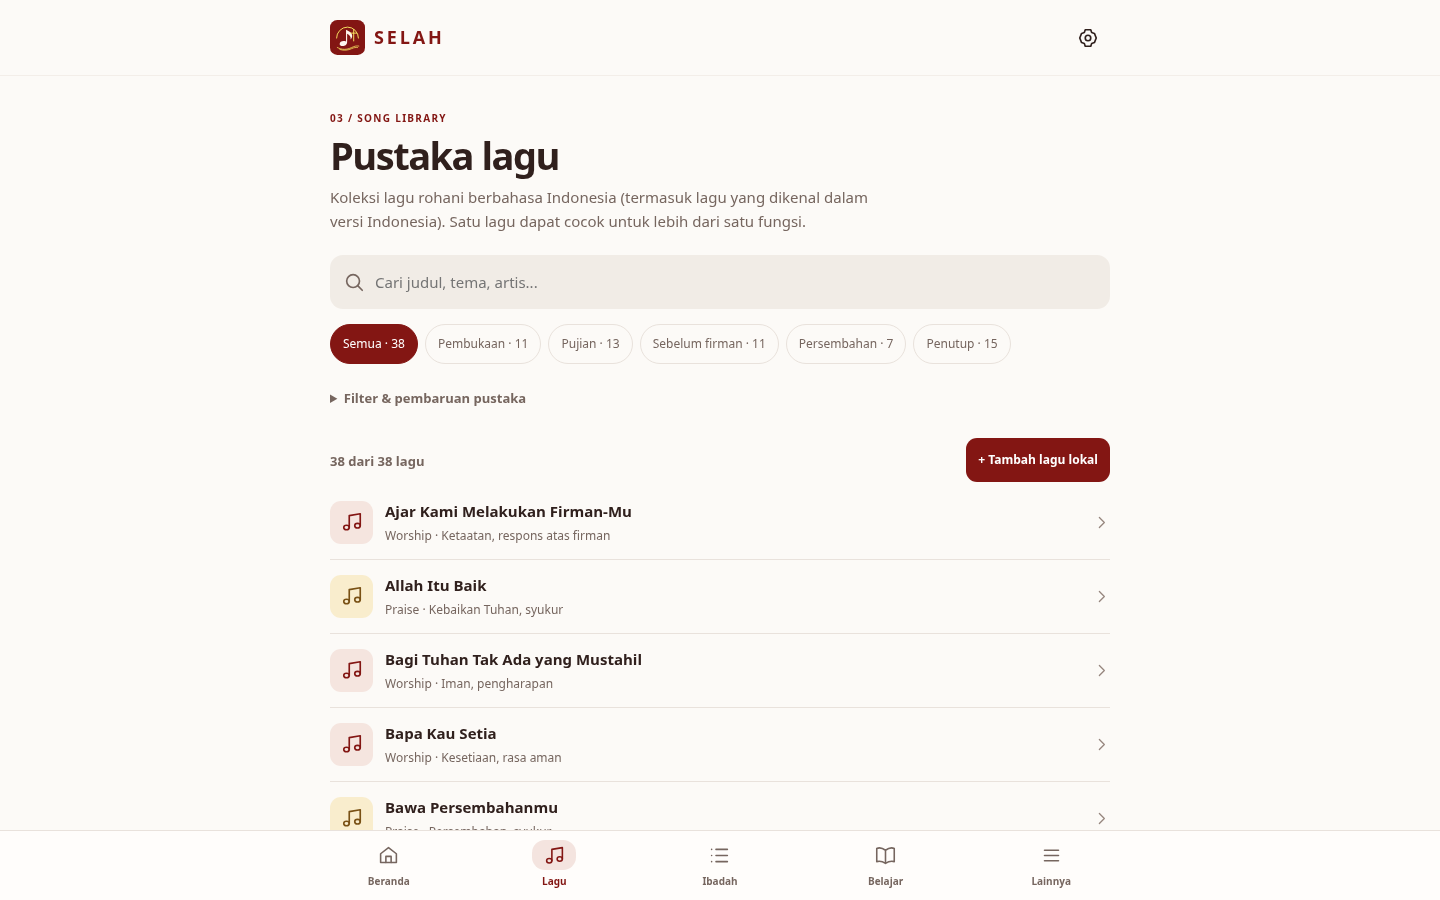 SELAH
03 / SONG LIBRARY
Pustaka lagu
Koleksi lagu rohani berbahasa Indonesia (termasuk lagu yang dikenal dalam
versi Indonesia). Satu lagu dapat cocok untuk lebih dari satu fungsi.
Cari judul, tema, artis...
Semua · 38
Pembukaan · 11
Pujian · 13
Sebelum firman · 11
Persembahan · 7
Penutup · 15
Filter & pembaruan pustaka
38 dari 38 lagu
+ Tambah lagu lokal
Ajar Kami Melakukan Firman-Mu
Worship · Ketaatan, respons atas firman
Allah Itu Baik
Praise · Kebaikan Tuhan, syukur
Bagi Tuhan Tak Ada yang Mustahil
Worship · Iman, pengharapan
Bapa Kau Setia
Worship · Kesetiaan, rasa aman
Bawa Persembahanmu
Praise · Persembahan, syukur
Beranda
Lagu
Ibadah
Belajar
Lainnya